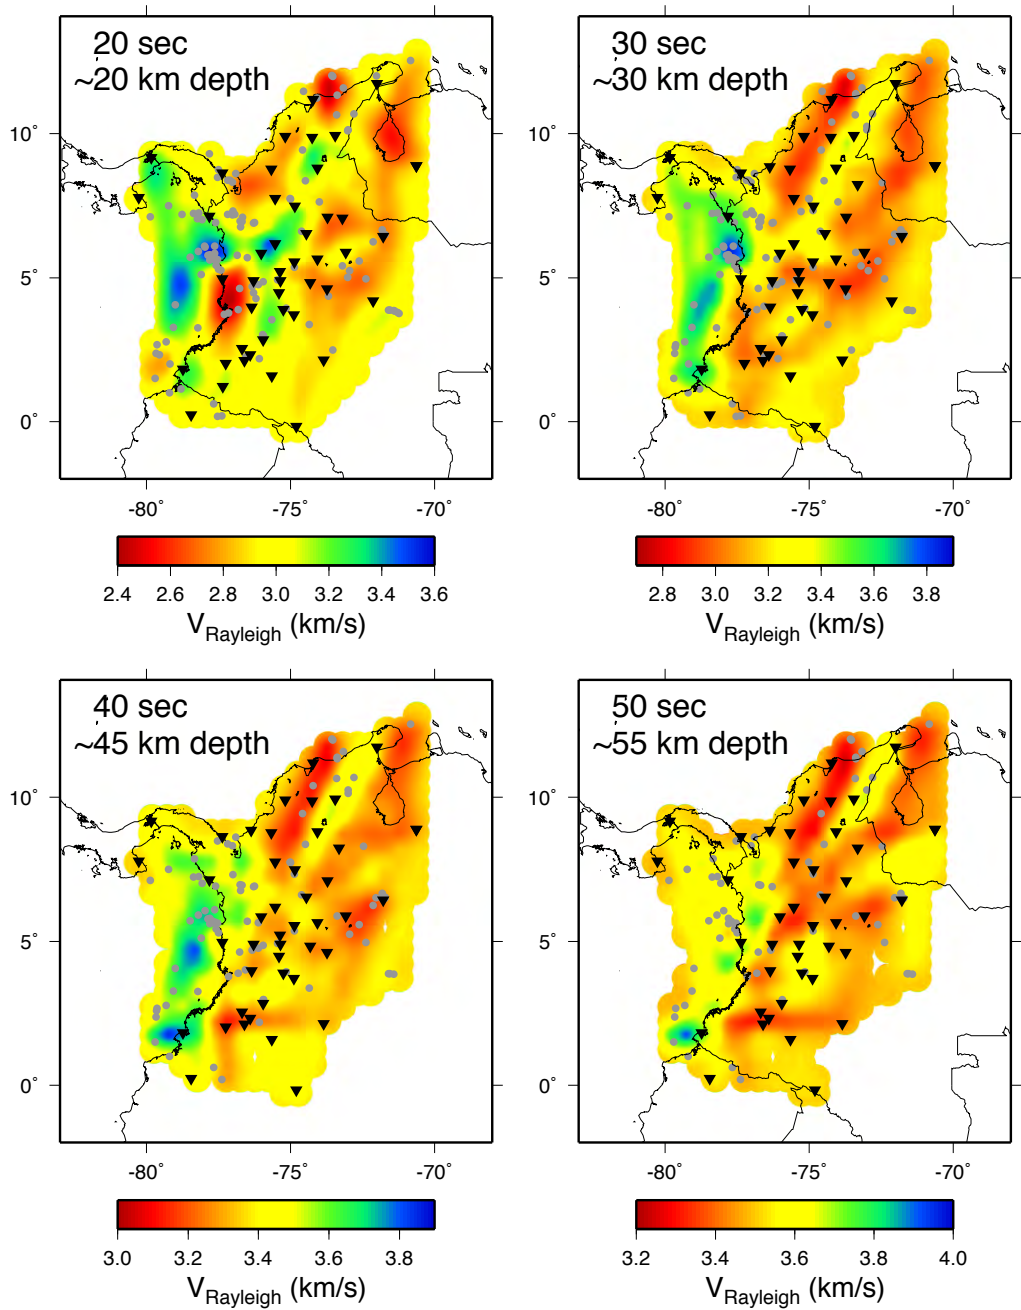 20 sec
~20 km depth
10°
5°
0°
-80° -75° -70°
2.4 2.6 2.8 3.0 3.2 3.4 3.6
VRayleigh (km/s)
30 sec
~30 km depth
10°
5°
0°
-80° -75° -70°
2.8 3.0 3.2 3.4 3.6 3.8
VRayleigh (km/s)
40 sec
~45 km depth
10°
5°
0°
-80° -75° -70°
3.0 3.2 3.4 3.6 3.8
VRayleigh (km/s)
50 sec
~55 km depth
10°
5°
0°
-80° -75° -70°
3.2 3.4 3.6 3.8 4.0
VRayleigh (km/s)